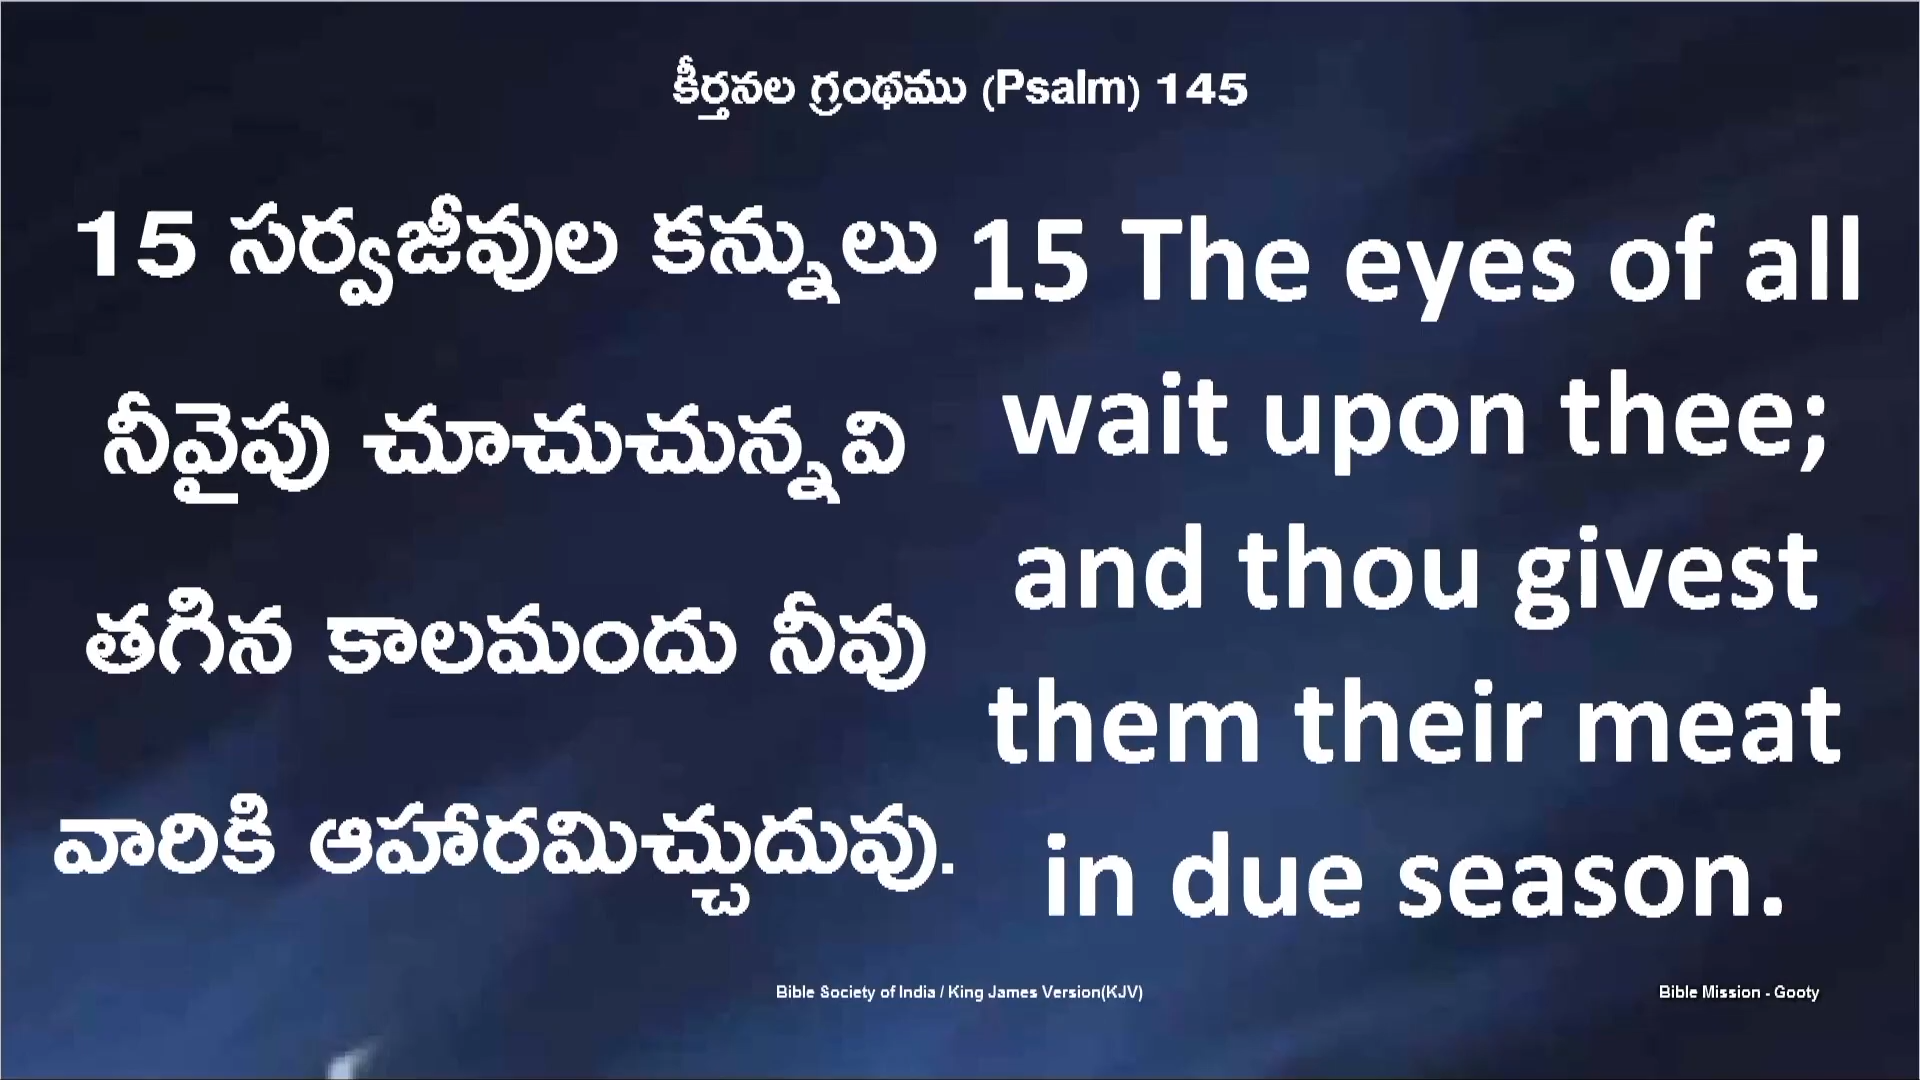 కీర్తనల గ్రంథము (Psalm) 145
15 సర్వజీవుల కన్నులు
నీవైపు చూచుచున్నవి
తగిన కాలమందు నీవు
వారికి ఆహారమిచ్చుదువు.
15 The eyes of all
wait upon thee;
and thou givest
them their meat
in due season.
Bible Society of India / King James Version(KJV)
Bible Mission - Gooty